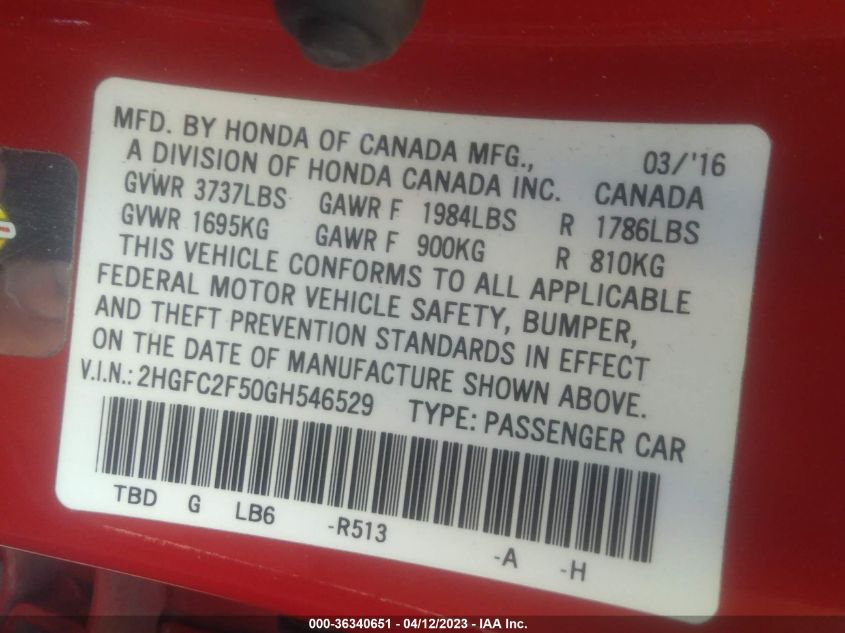 MFD. BY HONDA OF CANADA MFG., 03/'16
A DIVISION OF HONDA CANADA INC. CANADA
GVWR 3737LBS GAWR F 1984LBS R 1786LBS
GVWR 1695KG GAWR F 900KG R 810KG
THIS VEHICLE CONFORMS TO ALL APPLICABLE
FEDERAL MOTOR VEHICLE SAFETY, BUMPER,
AND THEFT PREVENTION STANDARDS IN EFFECT
ON THE DATE OF MANUFACTURE SHOWN ABOVE.
V.I.N.: 2HGFC2F50GH546529 TYPE: PASSENGER CAR
TBD G LB6 -R513 -A -H
000-36340651 - 04/12/2023 - IAA Inc.